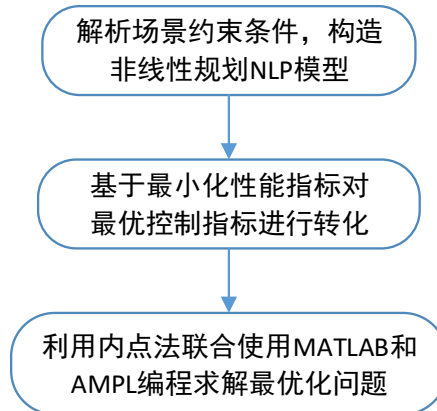 解析场景约束条件，构造
非线性规划NLP模型
基于最小化性能指标对
最优控制指标进行转化
利用内点法联合使用MATLAB和
AMPL编程求解最优化问题